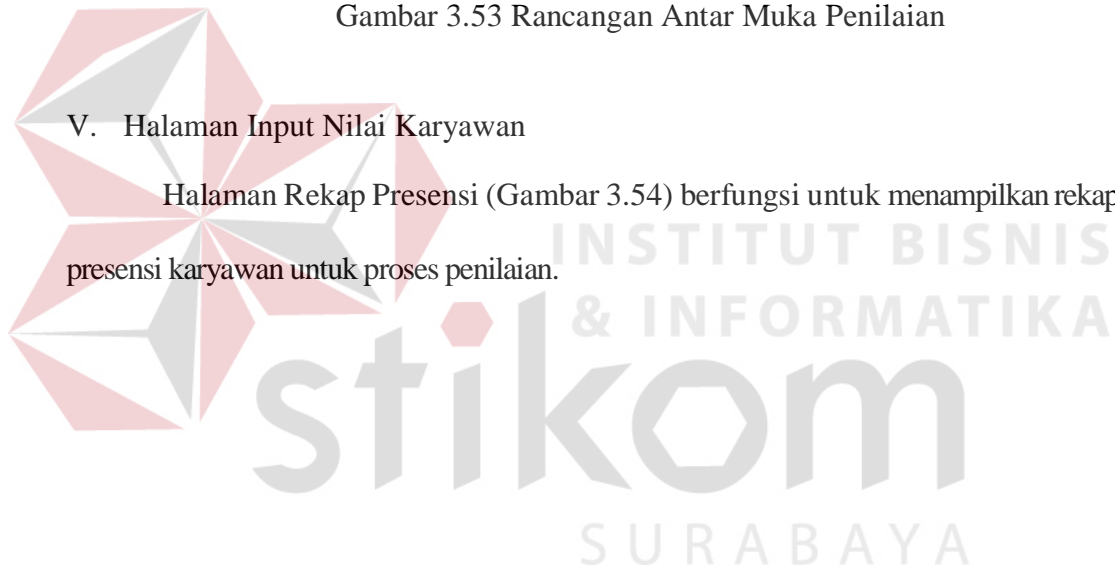 Gambar 3.53 Rancangan Antar Muka Penilaian
V. Halaman Input Nilai Karyawan
Halaman Rekap Presensi (Gambar 3.54) berfungsi untuk menampilkan rekap
presensi karyawan untuk proses penilaian.
INSTITUT BISNIS
& INFORMATIKA
stikom
SURABAYA